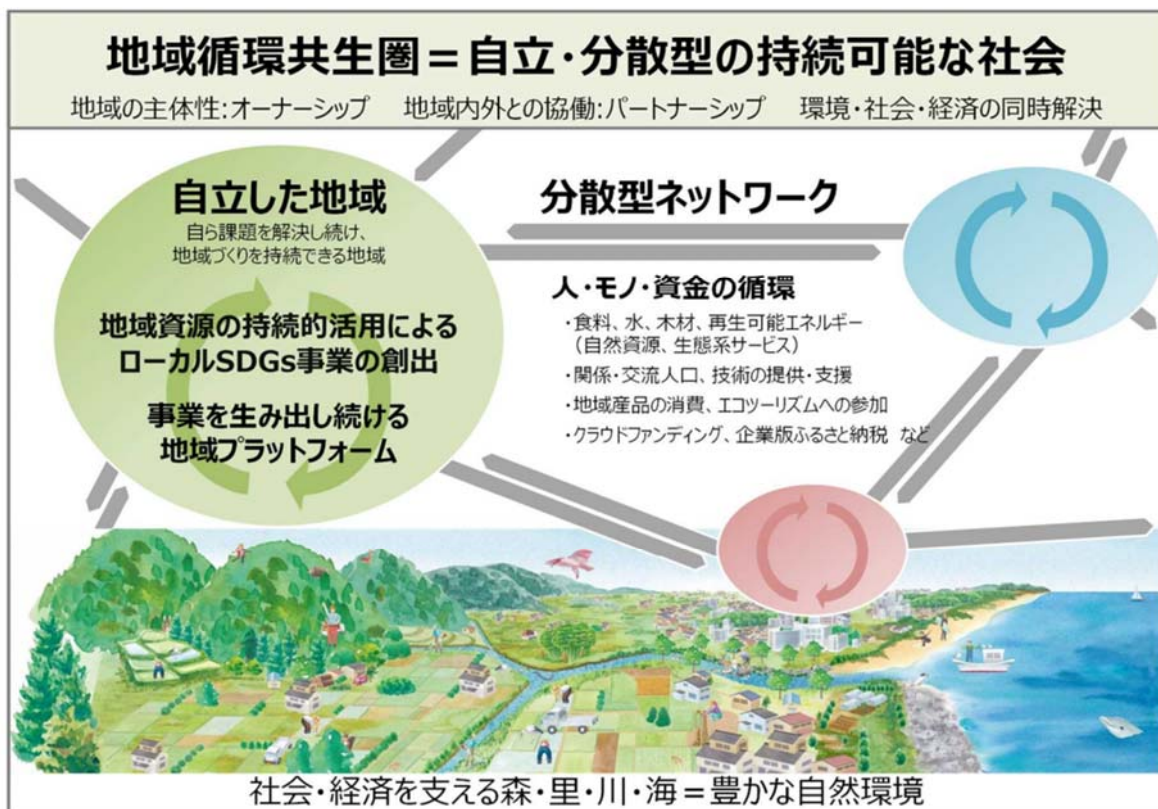 地域循環共生圏＝自立・分散型の持続可能な社会
地域の主体性：オーナーシップ　地域内外との協働：パートナーシップ　環境・社会・経済の同時解決
自立した地域
自ら課題を解決し続け、
地域づくりを持続できる地域
地域資源の持続的活用による
ローカルSDGs事業の創出
事業を生み出し続ける
地域プラットフォーム
分散型ネットワーク
人・モノ・資金の循環
・食料、水、木材、再生可能エネルギー
（自然資源、生態系サービス）
・関係・交流人口、技術の提供・支援
・地域産品の消費、エコツーリズムへの参加
・クラウドファンディング、企業版ふるさと納税　など
社会・経済を支える森・里・川・海＝豊かな自然環境